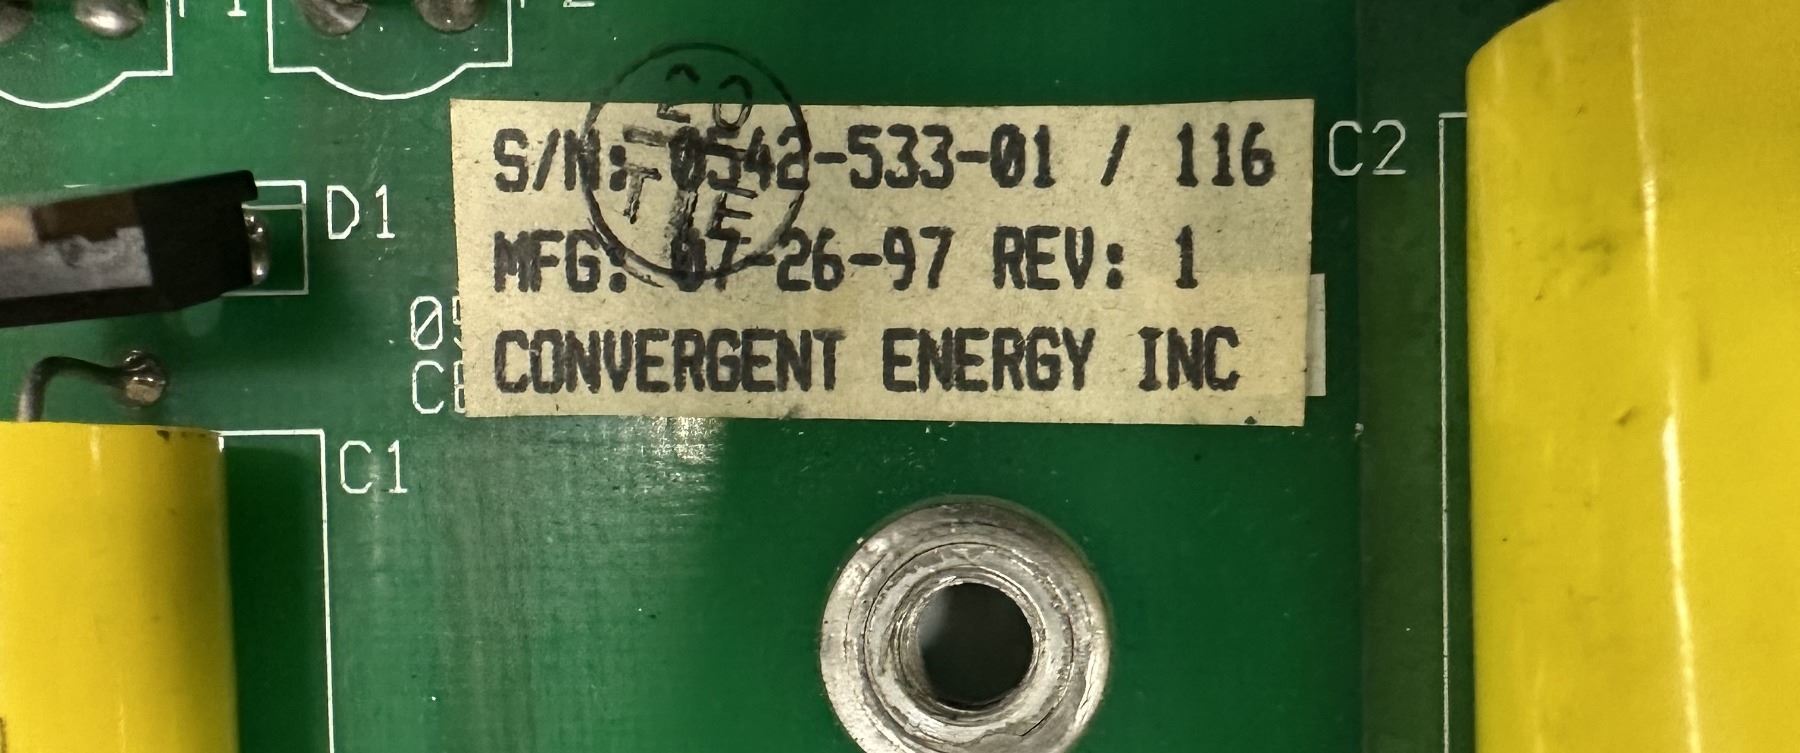 S/N: 0542-533-01 / 116
C2
D1
MFG: 07-26-97 REV: 1
CONVERGENT ENERGY INC
C1